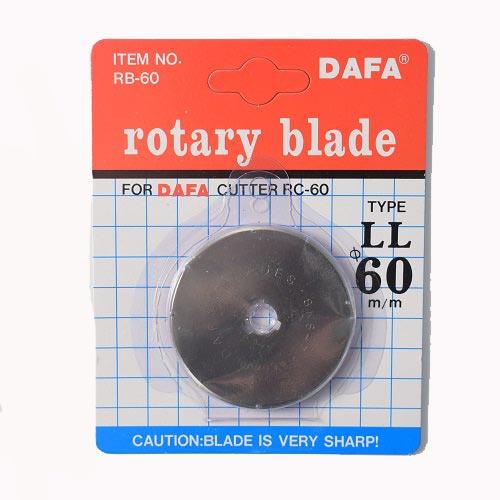 ITEM NO.
RB-60
DAFA®
rotary blade
FOR DAFA CUTTER RC-60
TYPE
LL
φ60
m/m
CAUTION:BLADE IS VERY SHARP!